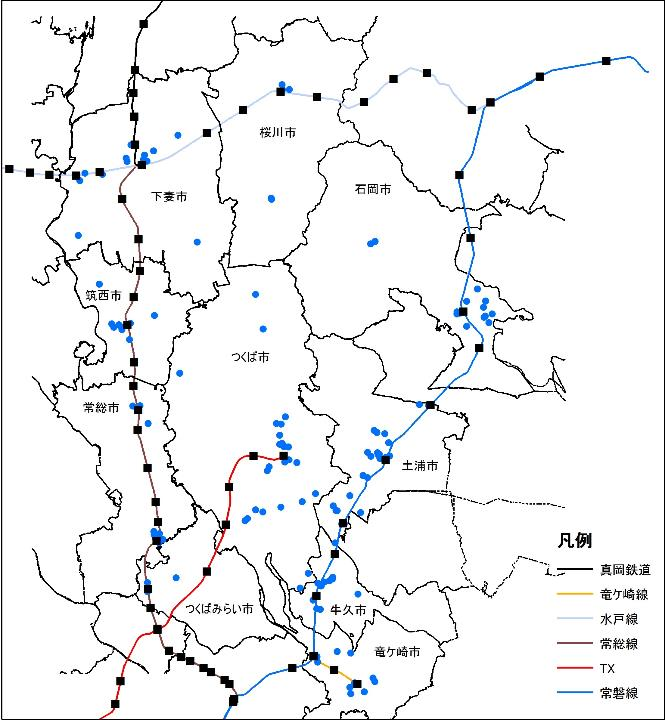 桜川市
石岡市
下妻市
筑西市
つくば市
常総市
土浦市
つくばみらい市
牛久市
竜ケ崎市
凡例
真岡鉄道
竜ケ崎線
水戸線
常総線
TX
常磐線